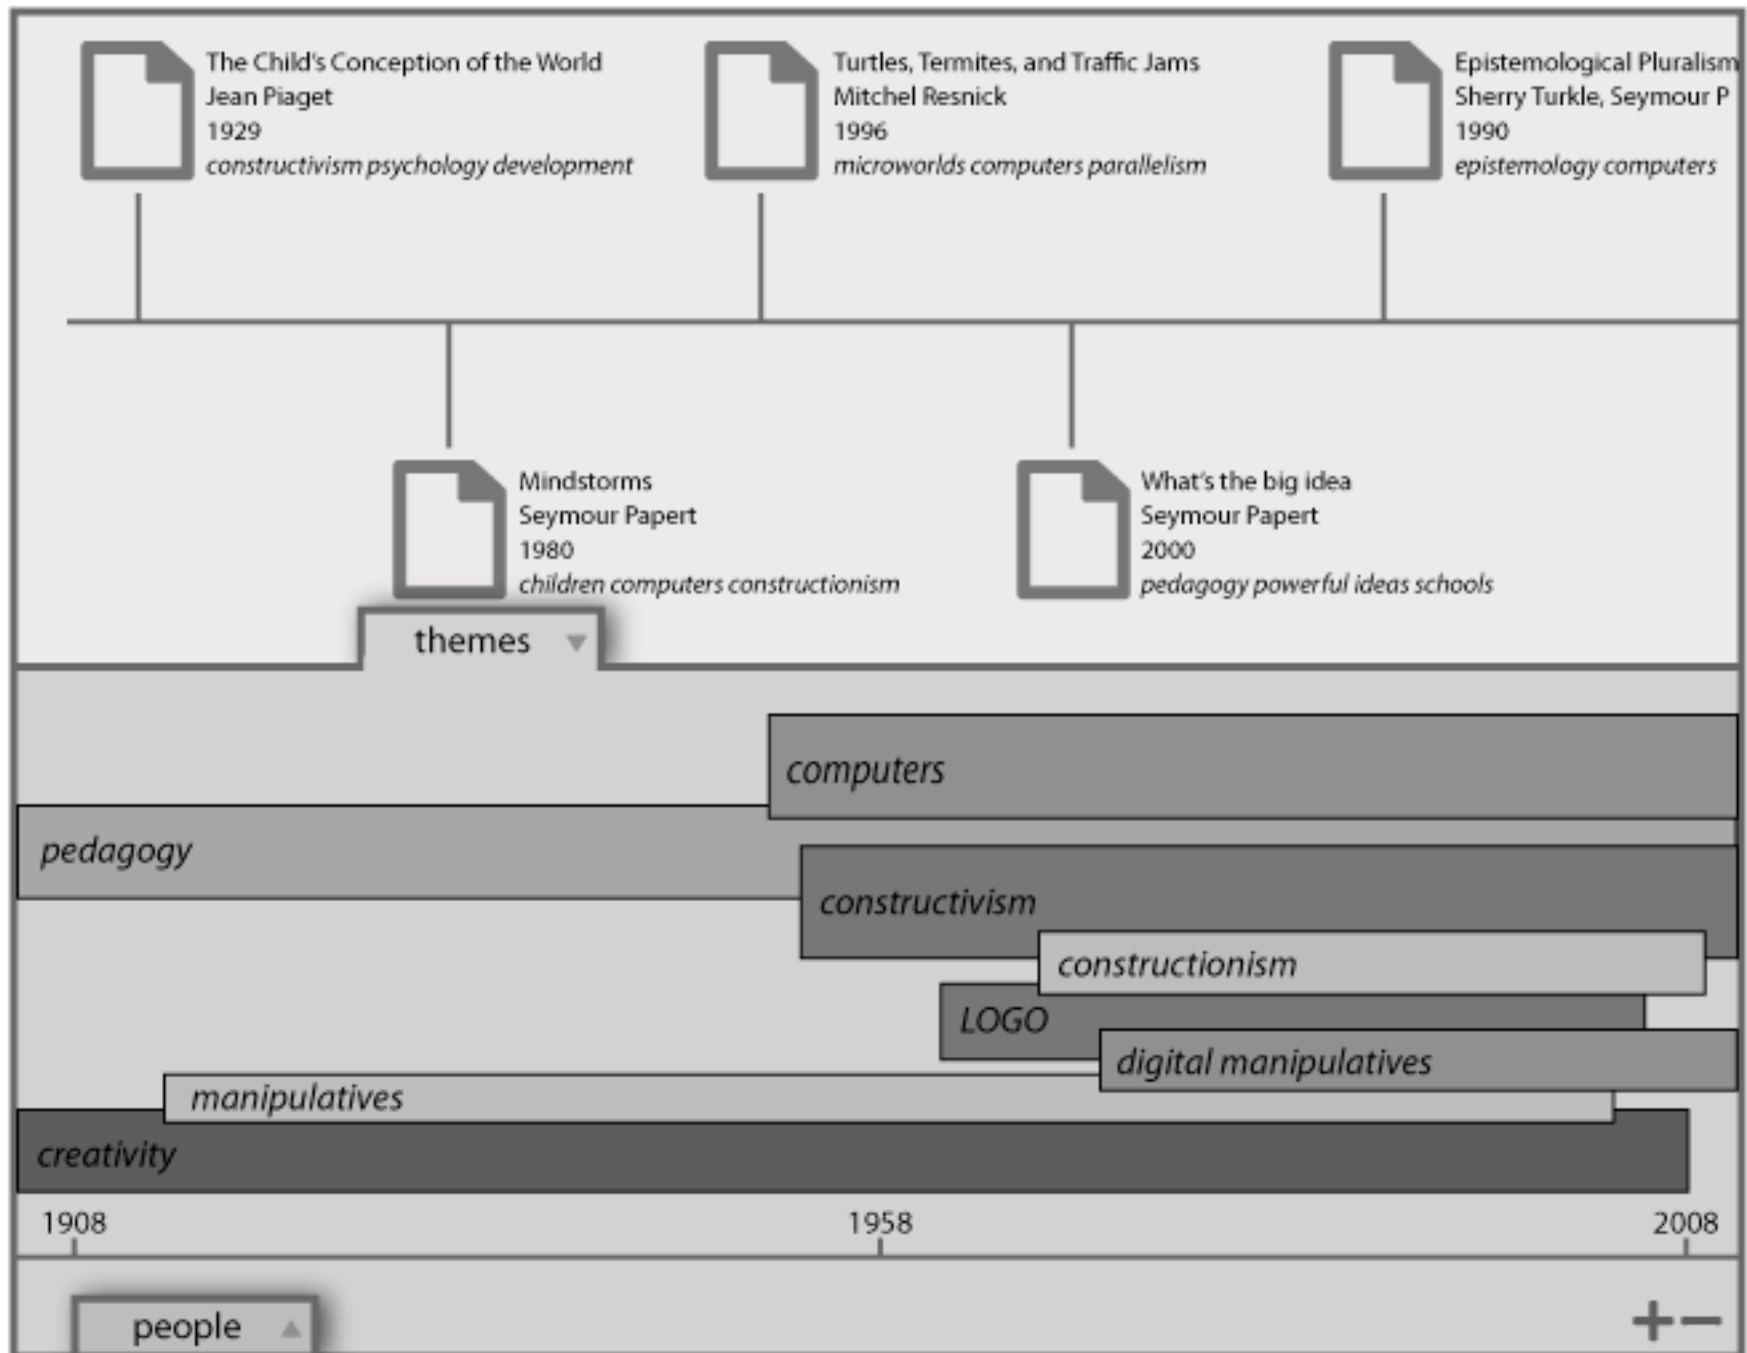 The Child's Conception of the World
Jean Piaget
1929
constructivism psychology development
Turtles, Termites, and Traffic Jams
Mitchel Resnick
1996
microworlds computers parallelism
Epistemological Pluralism
Sherry Turkle, Seymour P
1990
epistemology computers
Mindstorms
Seymour Papert
1980
children computers constructionism
What's the big idea
Seymour Papert
2000
pedagogy powerful ideas schools
themes
computers
pedagogy
constructivism
constructionism
LOGO
digital manipulatives
manipulatives
creativity
1908 1958 2008
people